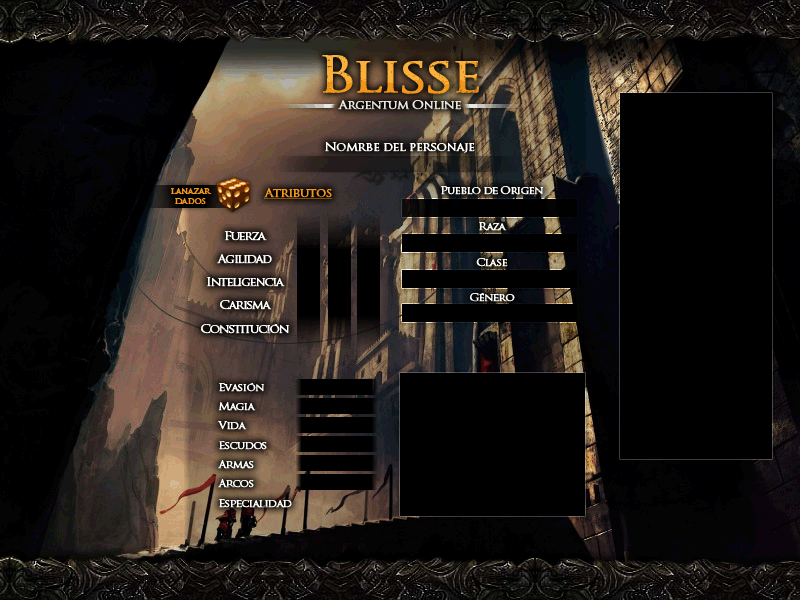 Blisse
Argentum Online
Nomrbe del personaje
Lanazar
dados
Atributos
Fuerza
Agilidad
Inteligencia
Carisma
Constitución
Pueblo de Origen
Raza
Clase
Género
Evasión
Magia
Vida
Escudos
Armas
Arcos
Especialidad